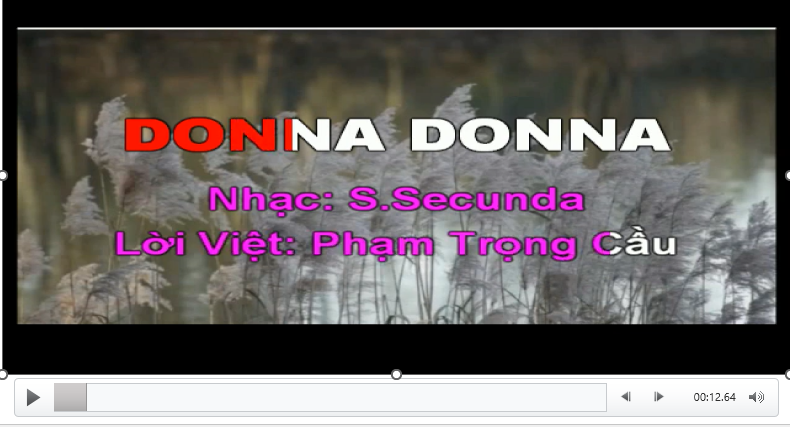 DONNA DONNA
Nhạc: S.Secunda
Lời Việt: Phạm Trọng Cầu
00:12.64